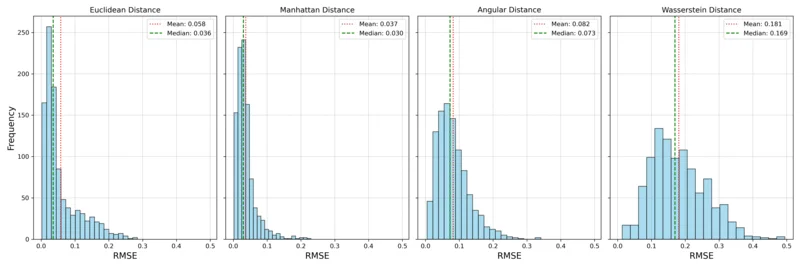 Euclidean Distance
Mean: 0.058
Median: 0.036
Frequency
250
200
150
100
50
0
0.0 0.1 0.2 0.3 0.4 0.5
RMSE
Manhattan Distance
Mean: 0.037
Median: 0.030
0.0 0.1 0.2 0.3 0.4 0.5
RMSE
Angular Distance
Mean: 0.082
Median: 0.073
0.0 0.1 0.2 0.3 0.4 0.5
RMSE
Wasserstein Distance
Mean: 0.181
Median: 0.169
0.0 0.1 0.2 0.3 0.4 0.5
RMSE